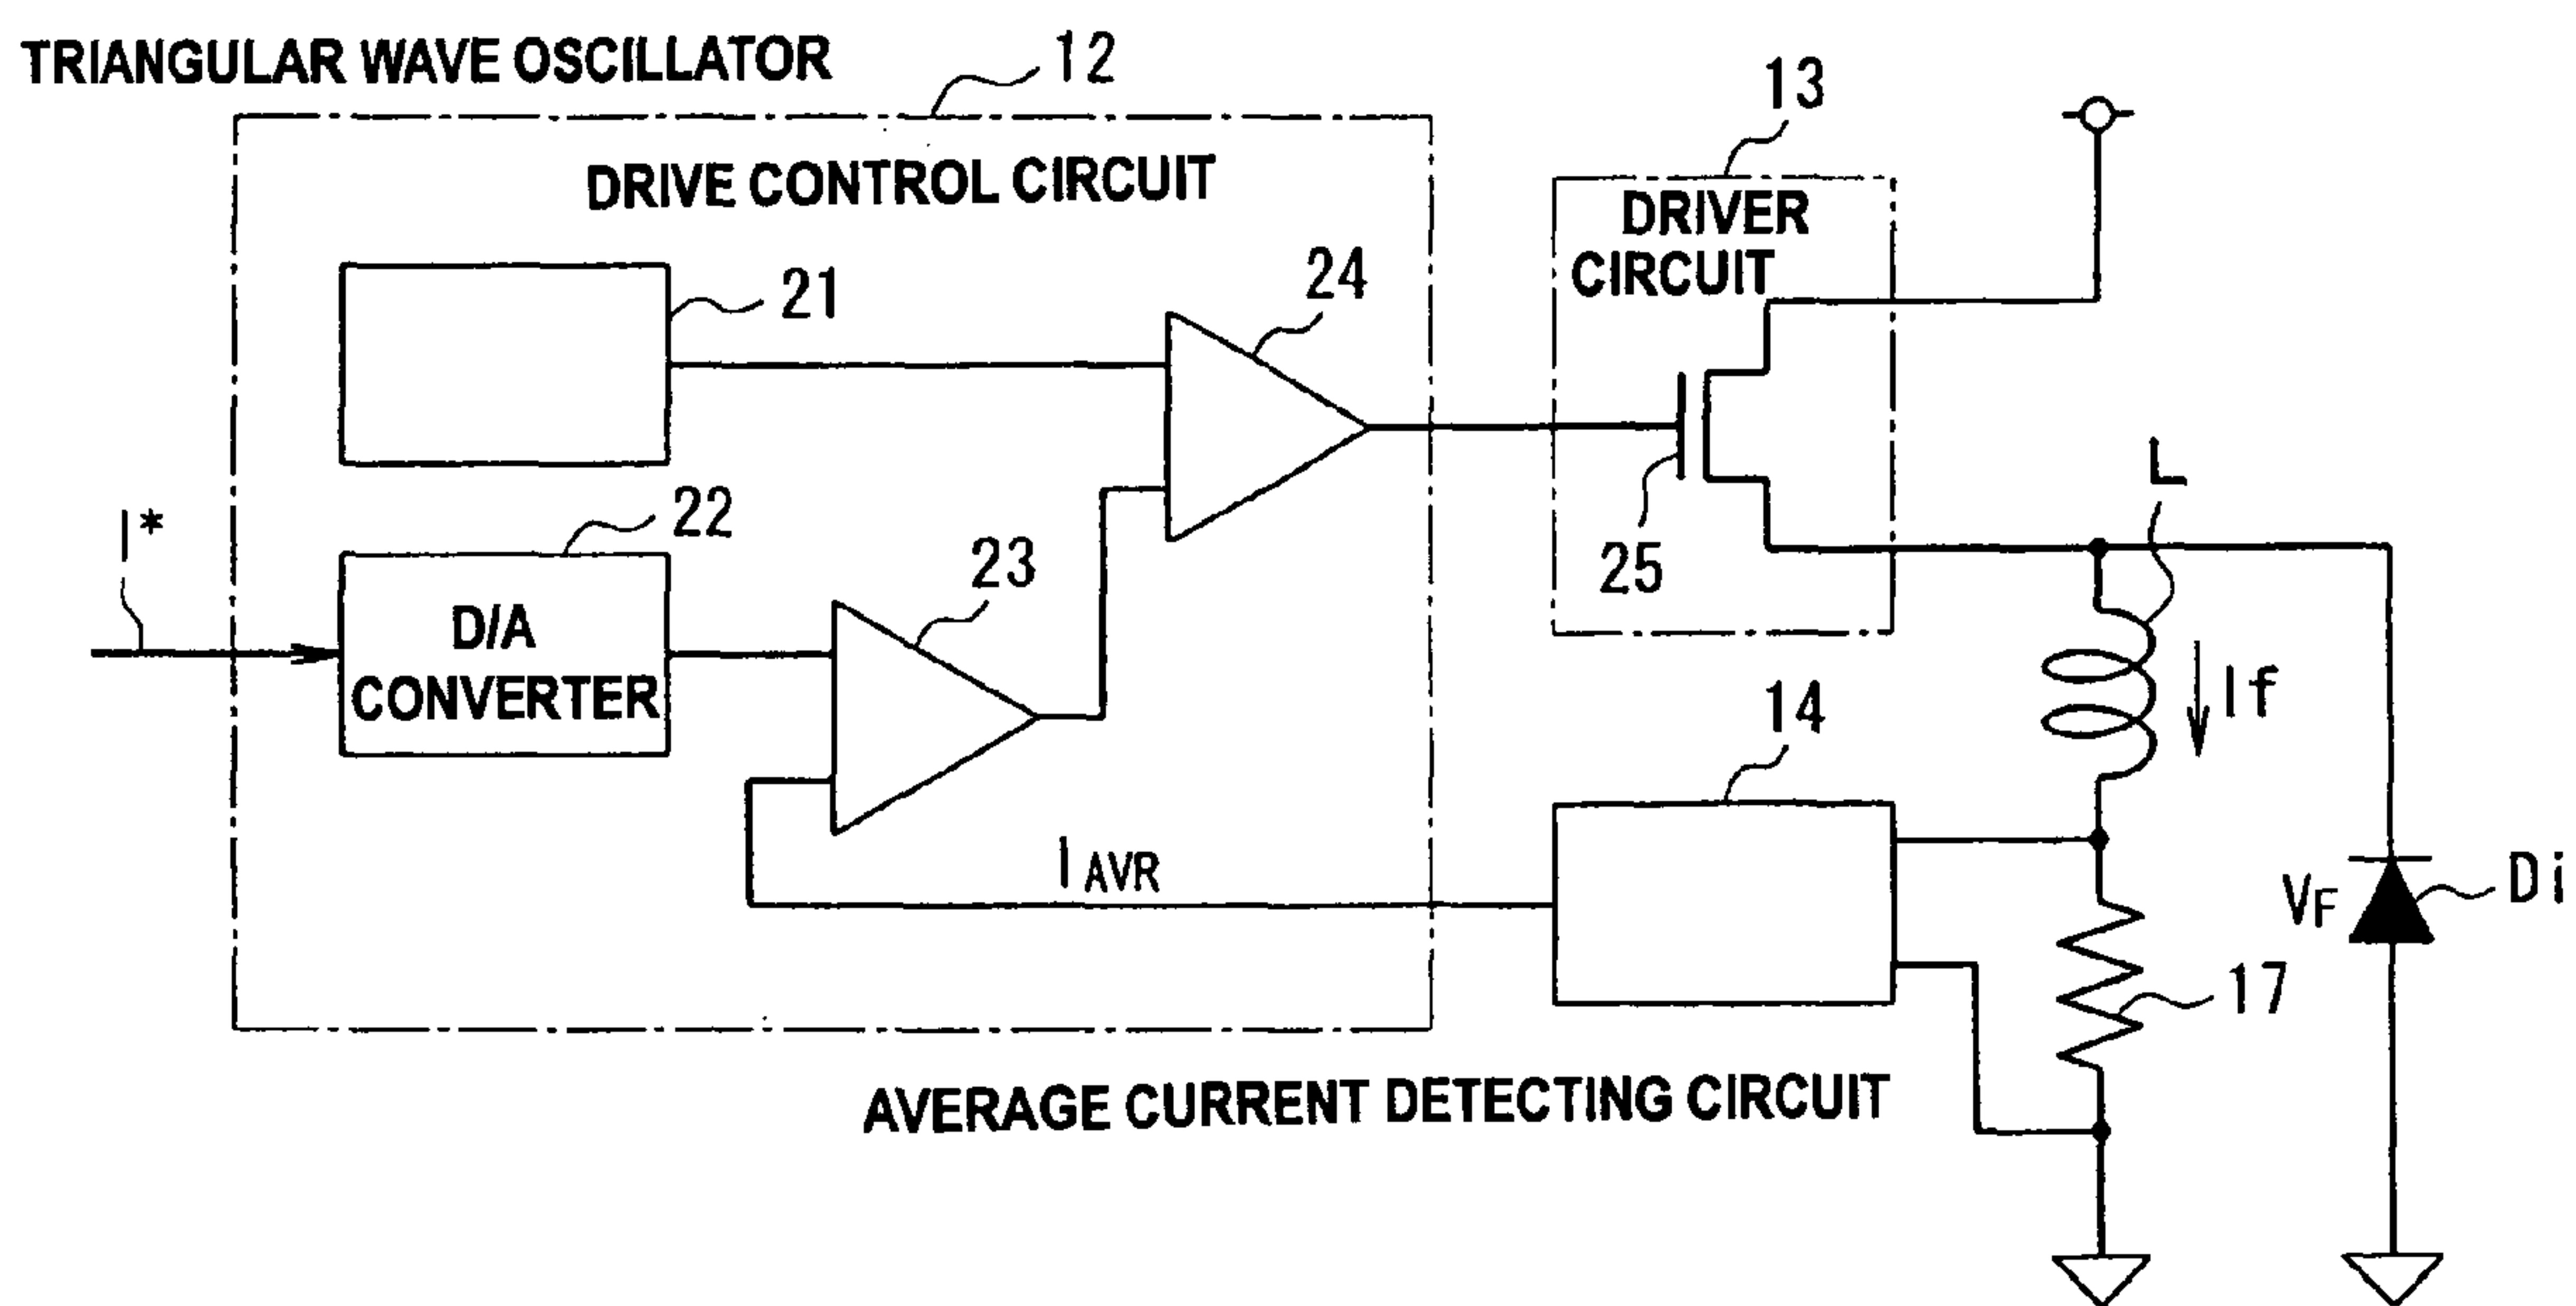 TRIANGULAR WAVE OSCILLATOR
12
13
DRIVE CONTROL CIRCUIT
DRIVER
CIRCUIT
21
24
I*
22
23
25
L
D/A
CONVERTER
If
14
IAVR
VF
Di
17
AVERAGE CURRENT DETECTING CIRCUIT